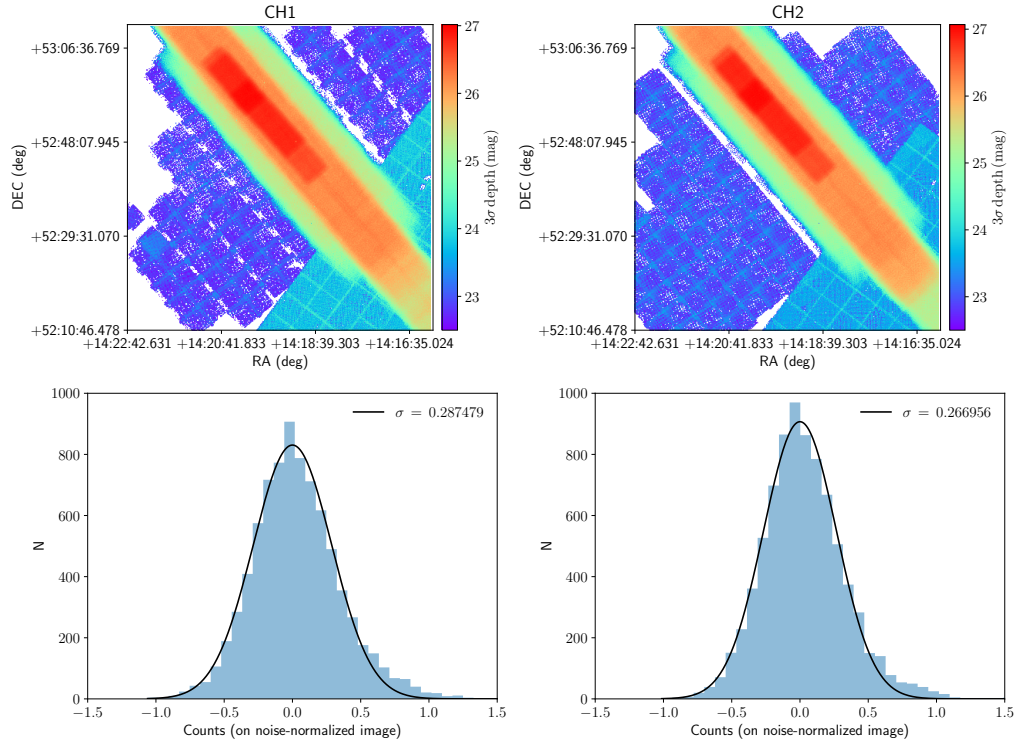 CH1
+53:06:36.769
+52:48:07.945
+52:29:31.070
+52:10:46.478
DEC (deg)
+14:22:42.631 +14:20:41.833 +14:18:39.303 +14:16:35.024
RA (deg)
27
26
25
24
23
3σ depth (mag)
CH2
+53:06:36.769
+52:48:07.945
+52:29:31.070
+52:10:46.478
DEC (deg)
+14:22:42.631 +14:20:41.833 +14:18:39.303 +14:16:35.024
RA (deg)
27
26
25
24
23
3σ depth (mag)
1000
800
600
400
200
0
N
σ = 0.287479
−1.5 −1.0 −0.5 0.0 0.5 1.0 1.5
Counts (on noise-normalized image)
1000
800
600
400
200
0
N
σ = 0.266956
−1.5 −1.0 −0.5 0.0 0.5 1.0 1.5
Counts (on noise-normalized image)